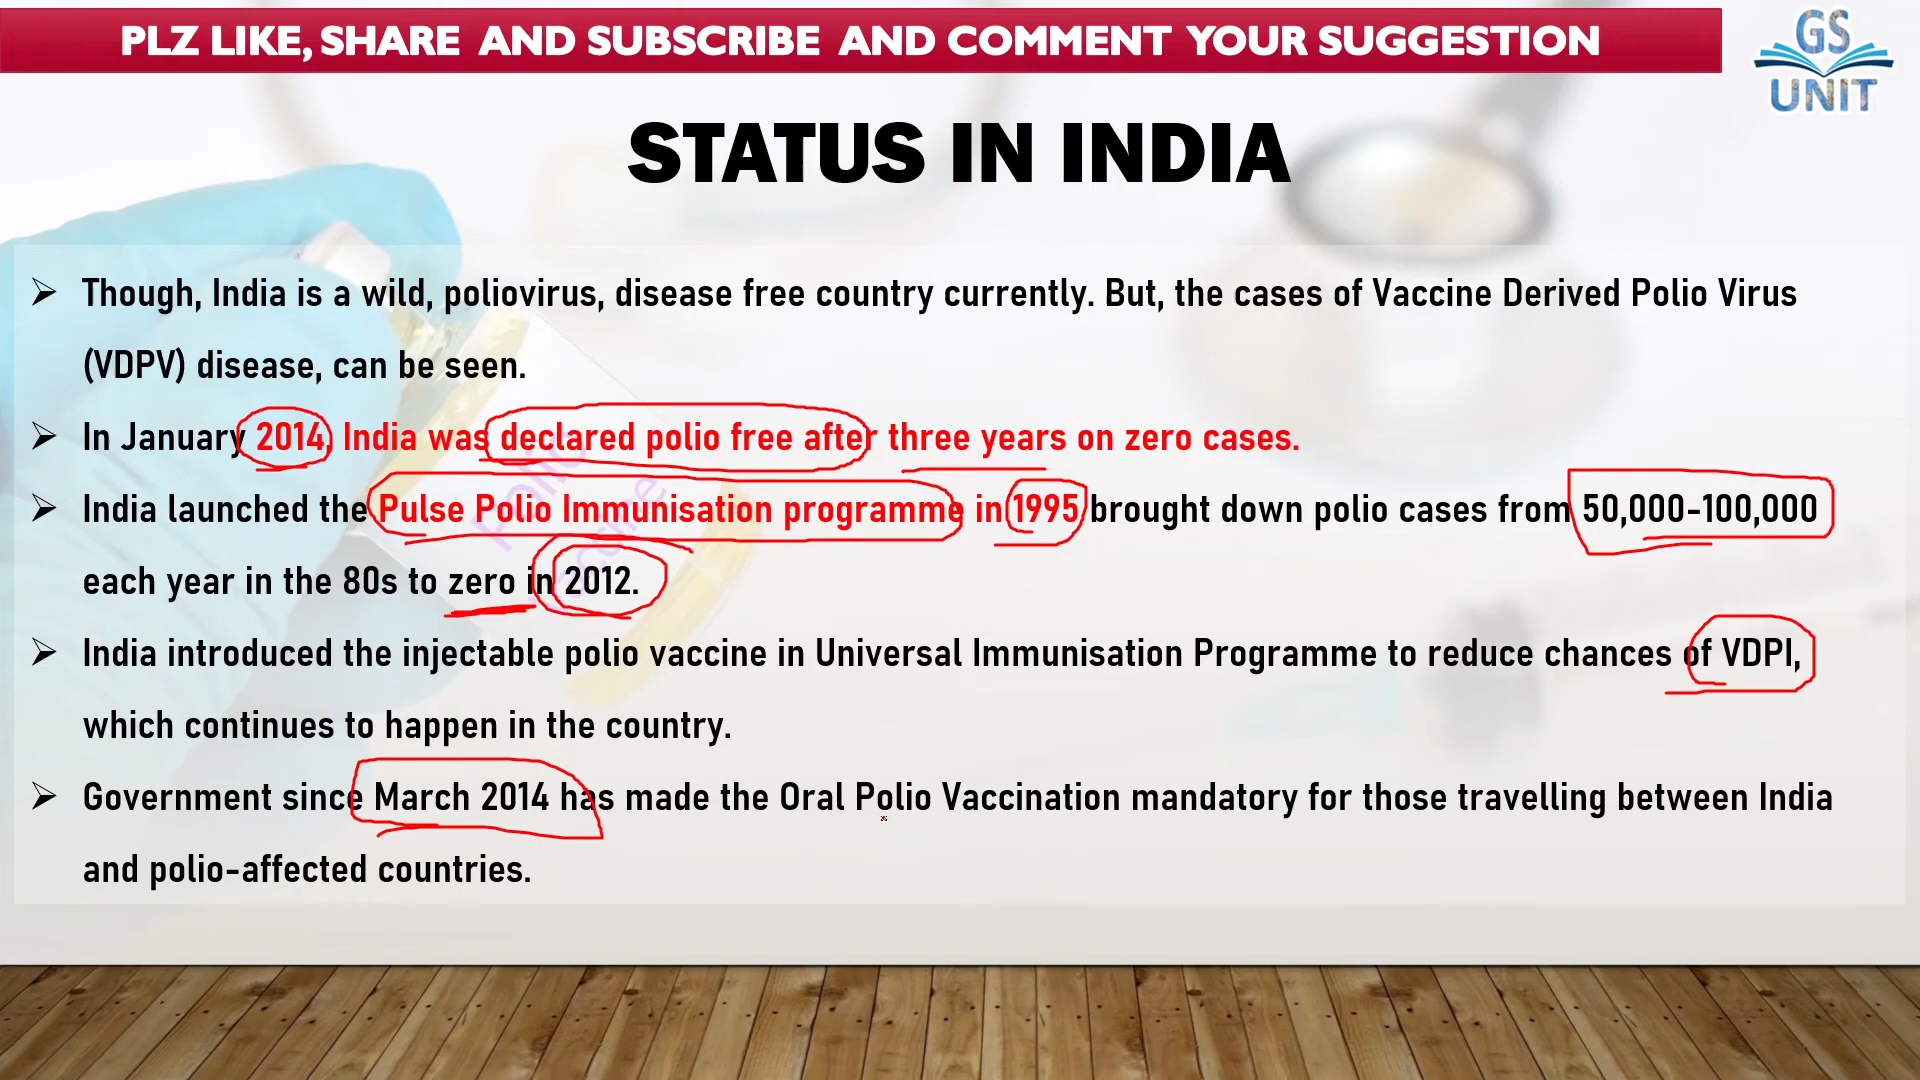 PLZ LIKE, SHARE AND SUBSCRIBE AND COMMENT YOUR SUGGESTION
GS
UNIT
STATUS IN INDIA
➢ Though, India is a wild, poliovirus, disease free country currently. But, the cases of Vaccine Derived Polio Virus
(VDPV) disease, can be seen.
➢ In January 2014, India was declared polio free after three years on zero cases.
➢ India launched the Pulse Polio Immunisation programme in 1995 brought down polio cases from 50,000-100,000
each year in the 80s to zero in 2012.
➢ India introduced the injectable polio vaccine in Universal Immunisation Programme to reduce chances of VDPI,
which continues to happen in the country.
➢ Government since March 2014 has made the Oral Polio Vaccination mandatory for those travelling between India
and polio-affected countries.
Polio